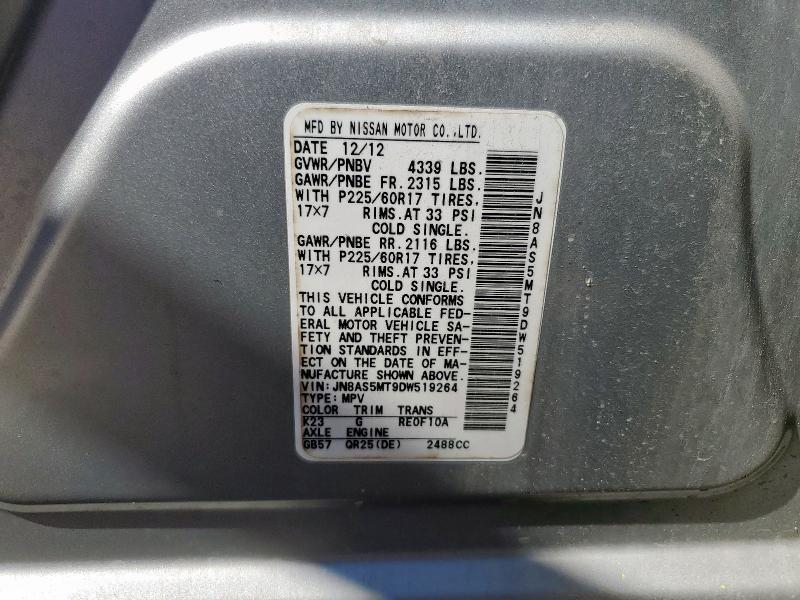 MFD BY NISSAN MOTOR CO.,LTD.
DATE 12/12
GVWR/PNBV 4339 LBS.
GAWR/PNBE FR. 2315 LBS.
WITH P225/60R17 TIRES,
17×7 RIMS.AT 33 PSI
COLD SINGLE.
GAWR/PNBE RR. 2116 LBS.
WITH P225/60R17 TIRES,
17×7 RIMS.AT 33 PSI
COLD SINGLE.
THIS VEHICLE CONFORMS
TO ALL APPLICABLE FED-
ERAL MOTOR VEHICLE SA-
FETY AND THEFT PREVEN-
TION STANDARDS IN EFF-
ECT ON THE DATE OF MA-
NUFACTURE SHOWN ABOVE.
VIN: JN8AS5MT9DW519264
TYPE: MPV
COLOR TRIM TRANS
K23 G RE0F10A
AXLE ENGINE
GB57 QR25(DE) 2488CC
JN8AS5MT9DW519264